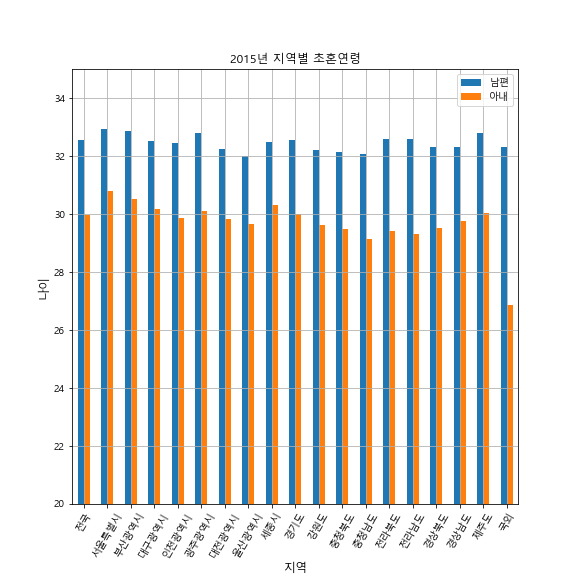 2015년 지역별 초혼연령
남편
아내
34
32
30
28
26
24
22
20
나이
전국
서울특별시
부산광역시
대구광역시
인천광역시
광주광역시
대전광역시
울산광역시
세종시
경기도
강원도
충청북도
충청남도
전라북도
전라남도
경상북도
경상남도
제주도
국외
지역